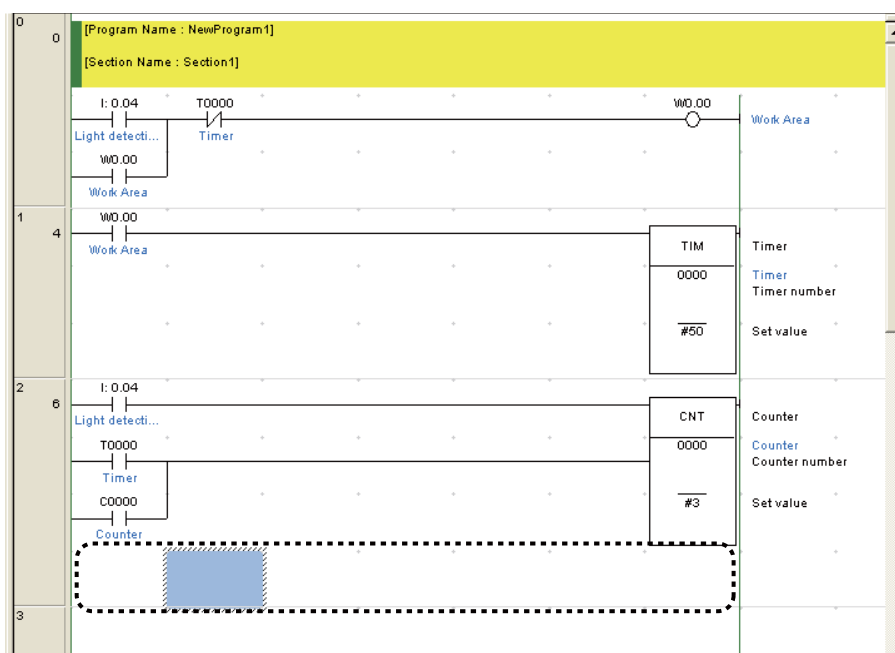 0
0
[Program Name : NewProgram1]
[Section Name : Section1]
I: 0.04
T0000
W0.00
Light detecti...
Timer
Work Area
W0.00
Work Area
1
4
W0.00
Work Area
TIM
Timer
0000
Timer
Timer number
#50
Set value
2
6
I: 0.04
Light detecti...
CNT
Counter
T0000
0000
Counter
Timer
Counter number
C0000
#3
Set value
Counter
3